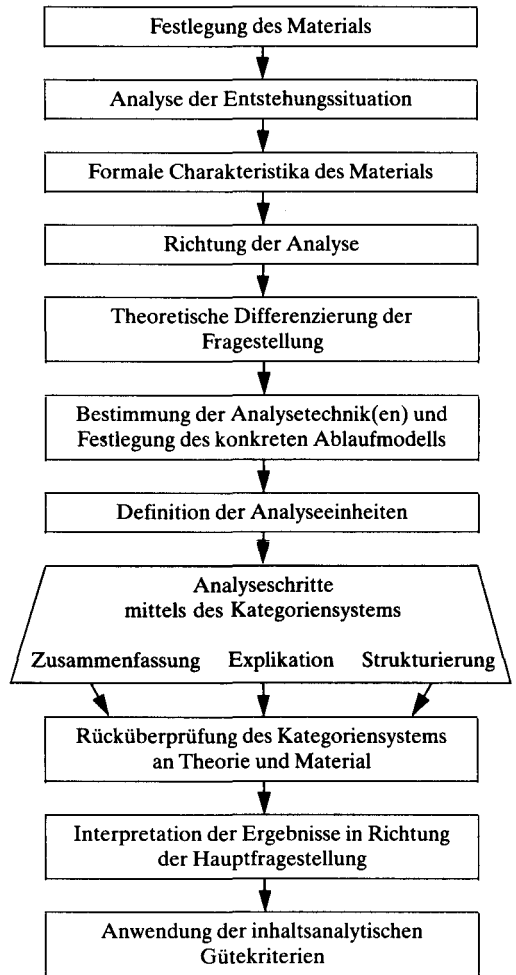 Festlegung des Materials
Analyse der Entstehungssituation
Formale Charakteristika des Materials
Richtung der Analyse
Theoretische Differenzierung der
Fragestellung
Bestimmung der Analysetechnik(en) und
Festlegung des konkreten Ablaufmodells
Definition der Analyseeinheiten
Analyseschritte
mittels des Kategoriensystems
Zusammenfassung Explikation Strukturierung
Rücküberprüfung des Kategoriensystems
an Theorie und Material
Interpretation der Ergebnisse in Richtung
der Hauptfragestellung
Anwendung der inhaltsanalytischen
Gütekriterien